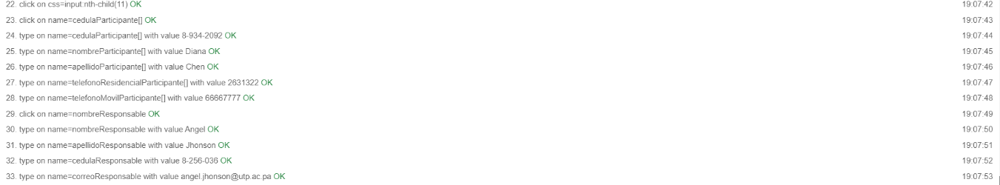 22. click on css=input:nth-child(11) OK 19:07:42
23. click on name=cedulaParticipante[] OK 19:07:43
24. type on name=cedulaParticipante[] with value 8-934-2092 OK 19:07:44
25. type on name=nombreParticipante[] with value Diana OK 19:07:45
26. type on name=apellidoParticipante[] with value Chen OK 19:07:46
27. type on name=telefonoResidencialParticipante[] with value 2631322 OK 19:07:47
28. type on name=telefonoMovilParticipante[] with value 66667777 OK 19:07:48
29. click on name=nombreResponsable OK 19:07:49
30. type on name=nombreResponsable with value Angel OK 19:07:50
31. type on name=apellidoResponsable with value Jhonson OK 19:07:51
32. type on name=cedulaResponsable with value 8-256-036 OK 19:07:52
33. type on name=correoResponsable with value angel.jhonson@utp.ac.pa OK 19:07:53